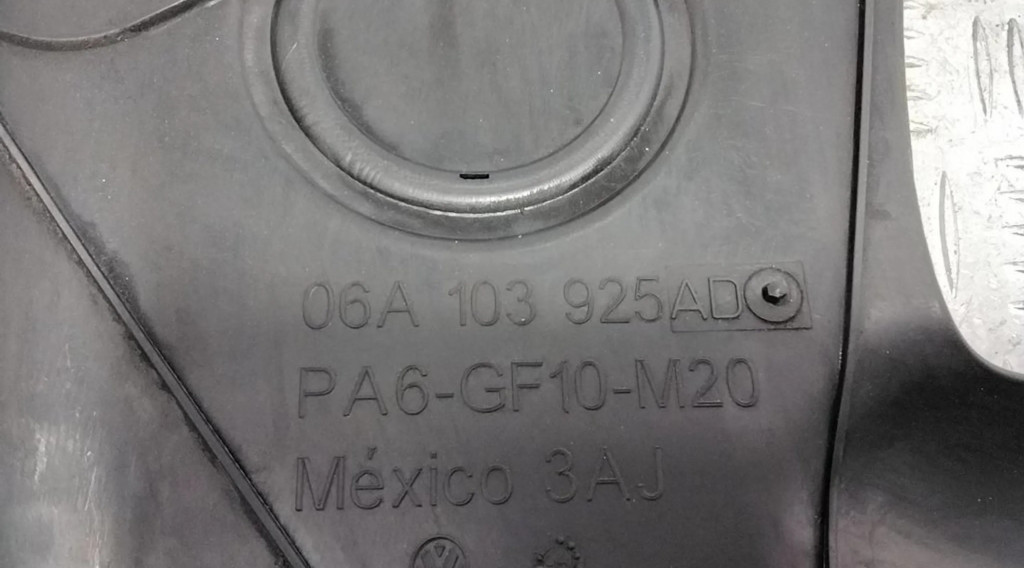 06A 103 925AD
PA6-GF10-M20
México 3AJ